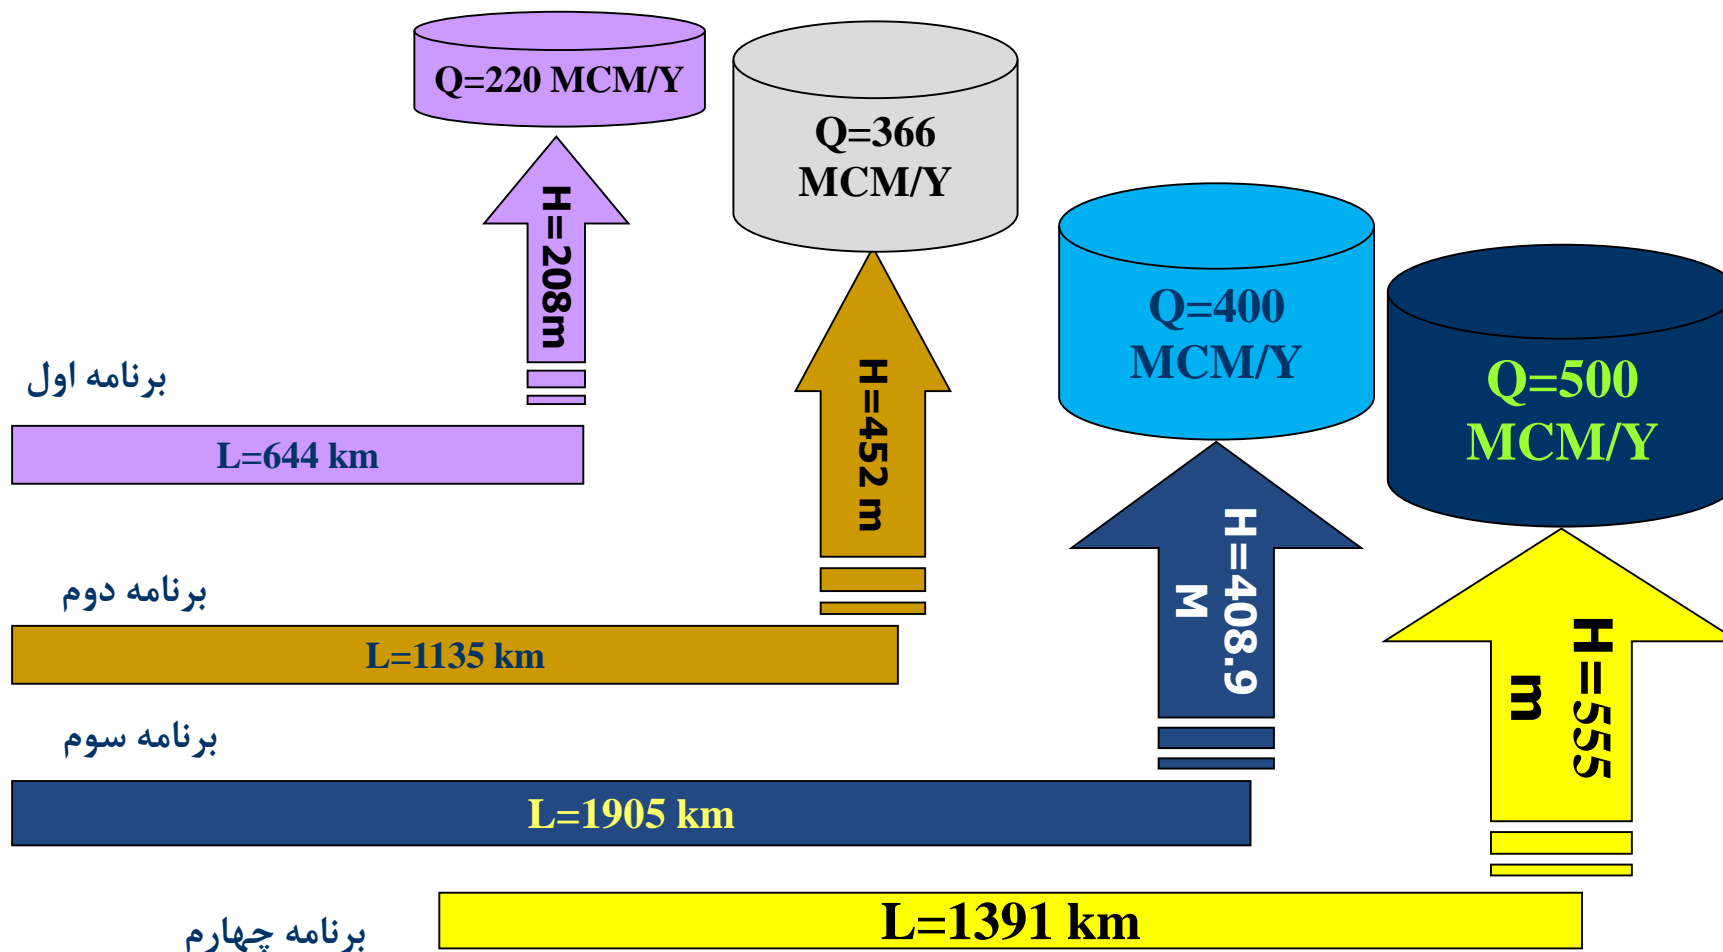 Q=220 MCM/Y
Q=366
MCM/Y
Q=400
MCM/Y
Q=500
MCM/Y
H=208m
H=452 m
H=408.9
M
H=555
m
برنامه اول
L=644 km
برنامه دوم
L=1135 km
برنامه سوم
L=1905 km
برنامه چهارم
L=1391 km